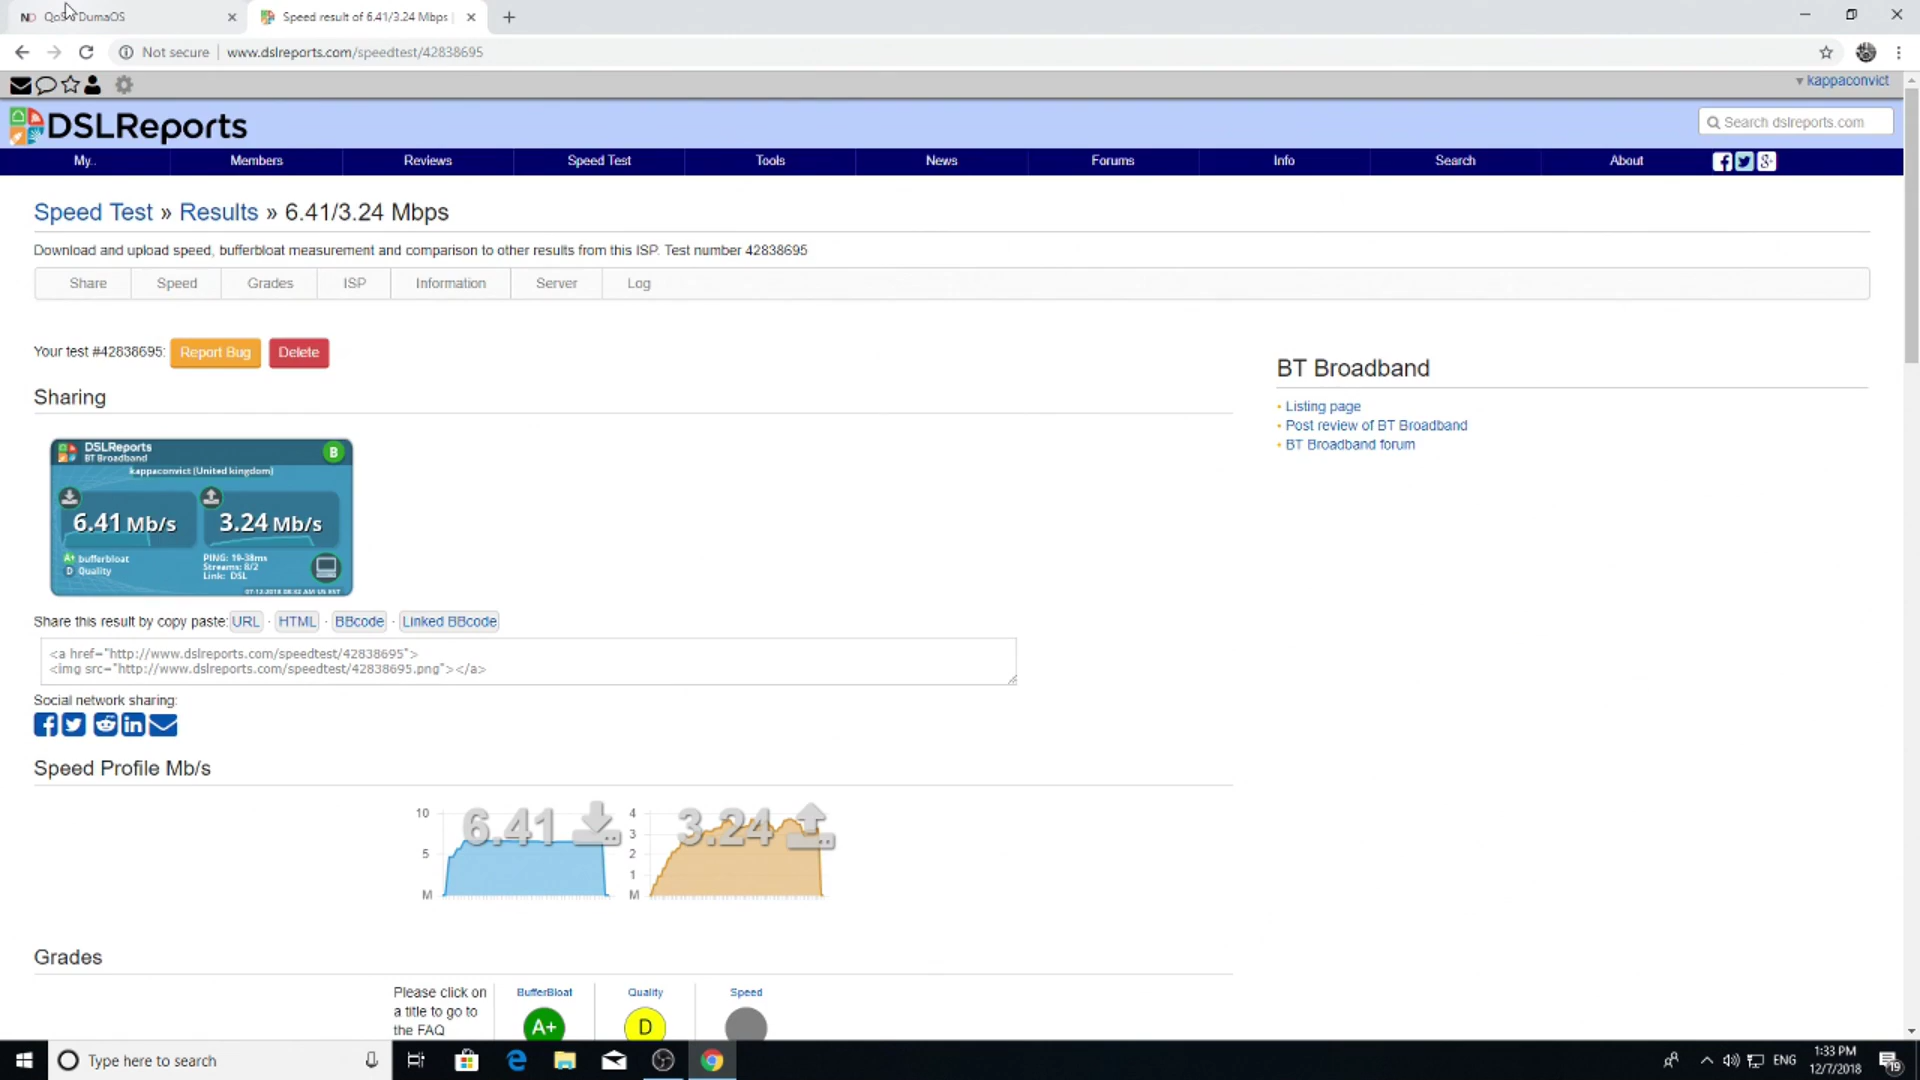 QoS - DumaOS
Speed result of 6.41/3.24 Mbps |
Not secure
www.dslreports.com/speedtest/42838695
kappaconvict
DSLReports
Search dslreports.com
My..
Members
Reviews
Speed Test
Tools
News
Forums
Info
Search
About
Speed Test » Results » 6.41/3.24 Mbps
Download and upload speed, bufferbloat measurement and comparison to other results from this ISP. Test number 42838695
Share
Speed
Grades
ISP
Information
Server
Log
Your test #42838695: Report Bug Delete
BT Broadband
• Listing page
• Post review of BT Broadband
• BT Broadband forum
Sharing
DSLReports
BT Broadband
B
kappaconvict (United kingdom)
6.41 Mb/s
3.24 Mb/s
A+ bufferbloat
D Quality
PING: 19-38ms
Streams: 8/2
Link: DSL
Share this result by copy paste: URL · HTML · BBcode · Linked BBcode
<a href="http://www.dslreports.com/speedtest/42838695">
<img src="http://www.dslreports.com/speedtest/42838695.png"></a>
Social network sharing:
Speed Profile Mb/s
10
5
M
6.41
4
3
2
1
M
3.24
Grades
Please click on
a title to go to
the FAQ
BufferBloat
A+
Quality
D
Speed
Type here to search
ENG
1:33 PM
12/7/2018
19